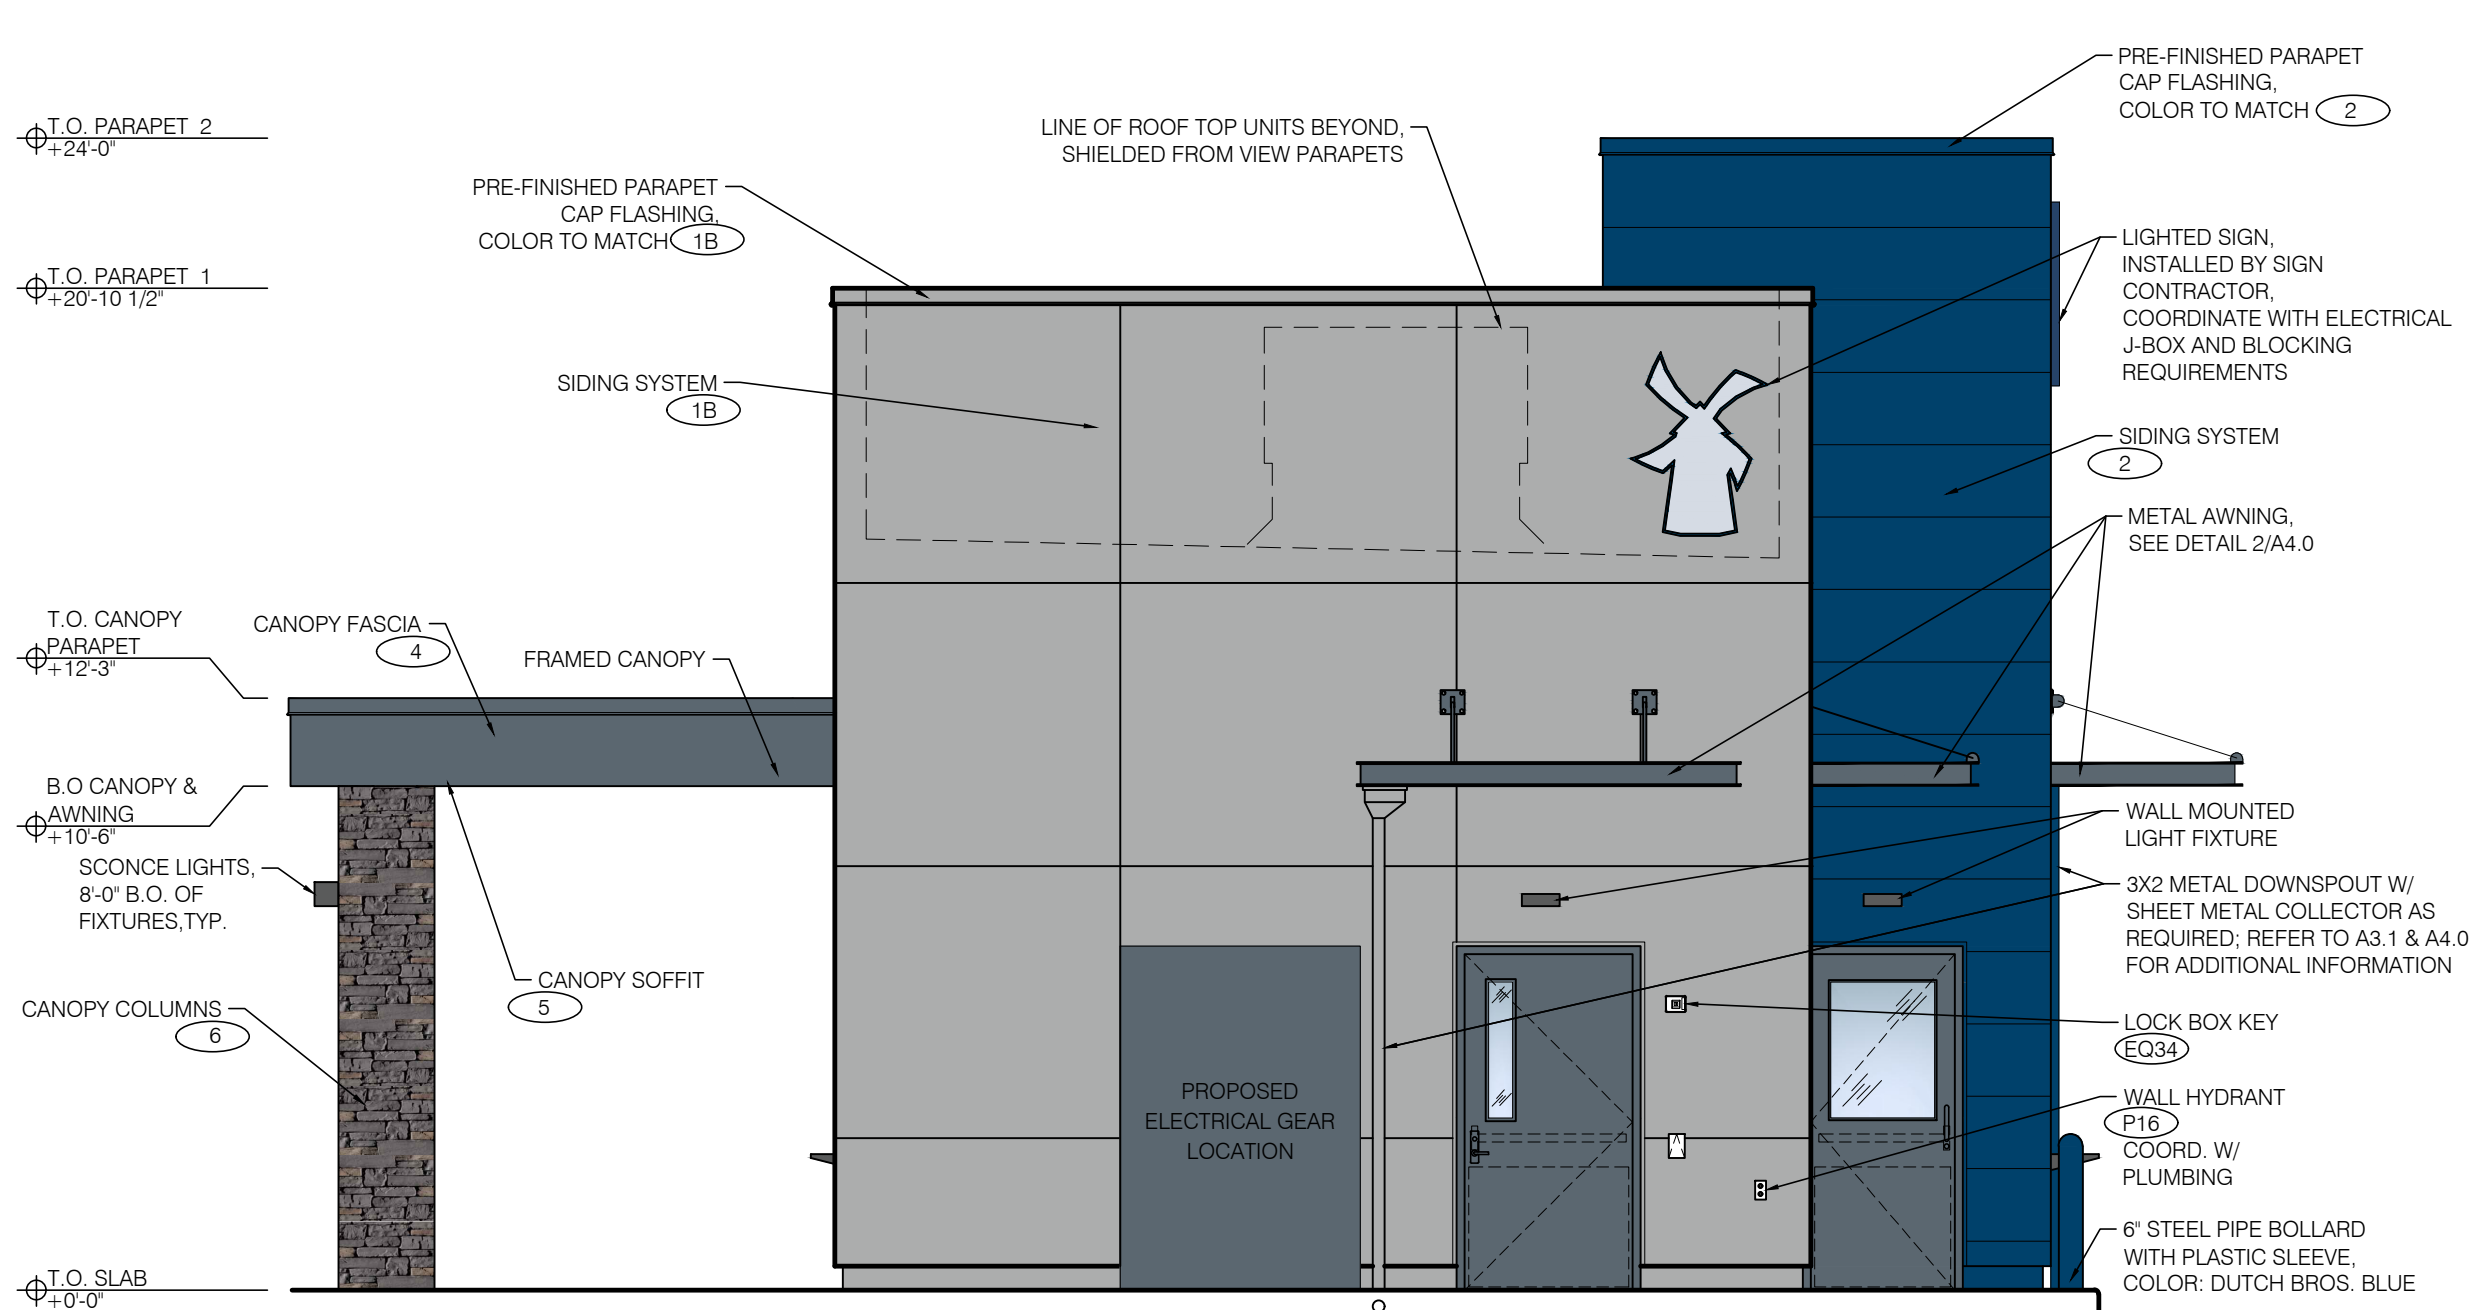 PRE-FINISHED PARAPET
CAP FLASHING,
COLOR TO MATCH 2
T.O. PARAPET 2
+24'-0"
LINE OF ROOF TOP UNITS BEYOND,
SHIELDED FROM VIEW PARAPETS
PRE-FINISHED PARAPET
CAP FLASHING,
COLOR TO MATCH 1B
T.O. PARAPET 1
+20'-10 1/2"
LIGHTED SIGN,
INSTALLED BY SIGN
CONTRACTOR,
COORDINATE WITH ELECTRICAL
J-BOX AND BLOCKING
REQUIREMENTS
SIDING SYSTEM
1B
SIDING SYSTEM
2
METAL AWNING,
SEE DETAIL 2/A4.0
T.O. CANOPY
PARAPET
+12'-3"
CANOPY FASCIA
4
FRAMED CANOPY
B.O CANOPY &
AWNING
+10'-6"
SCONCE LIGHTS,
8'-0" B.O. OF
FIXTURES,TYP.
WALL MOUNTED
LIGHT FIXTURE
3X2 METAL DOWNSPOUT W/
SHEET METAL COLLECTOR AS
REQUIRED; REFER TO A3.1 & A4.0
FOR ADDITIONAL INFORMATION
CANOPY SOFFIT
5
CANOPY COLUMNS
6
LOCK BOX KEY
EQ34
PROPOSED
ELECTRICAL GEAR
LOCATION
WALL HYDRANT
P16
COORD. W/
PLUMBING
6" STEEL PIPE BOLLARD
WITH PLASTIC SLEEVE,
COLOR: DUTCH BROS. BLUE
T.O. SLAB
+0'-0"